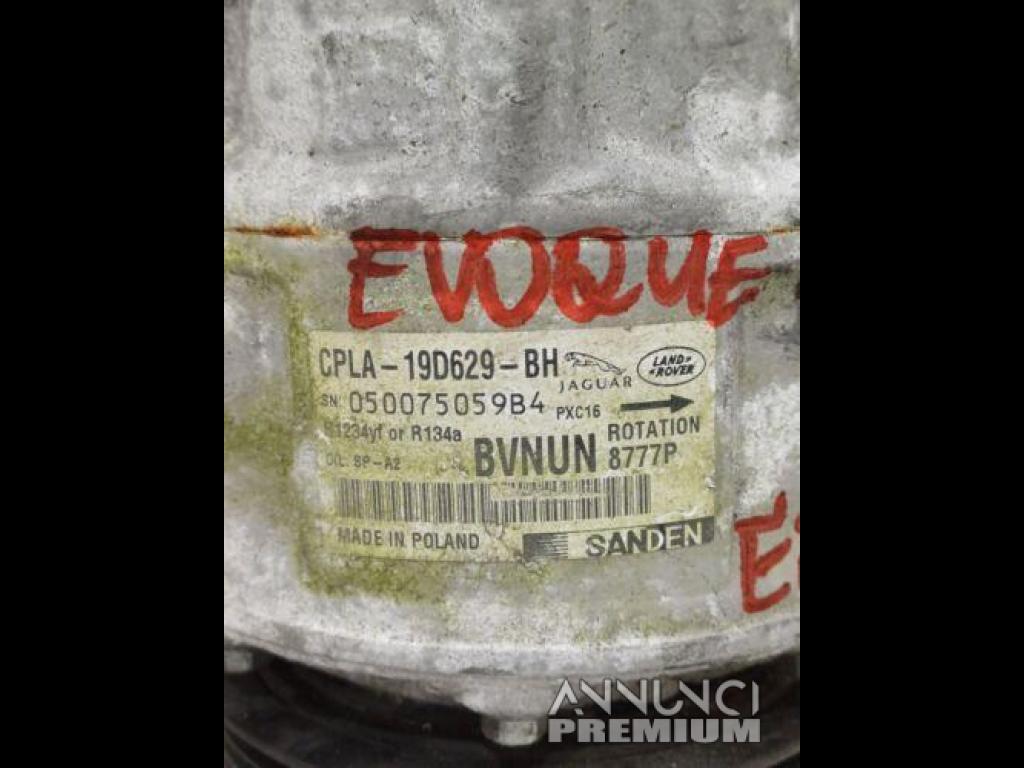 EVOQUE
CPLA-19D629-BH JAGUAR LAND ROVER
SN: 050075059B4 PXC16
R1234yf or R134a ROTATION
OIL: SP-A2 BVNUN 8777P
MADE IN POLAND SANDEN
ANNUNCI
PREMIUM